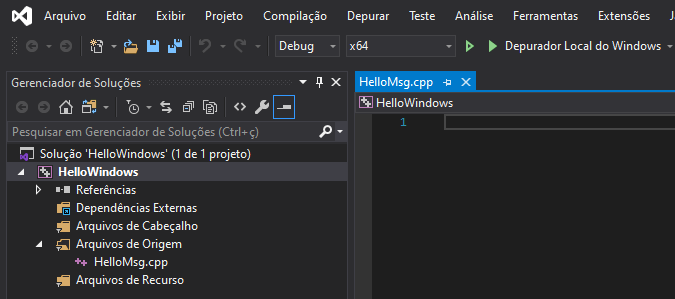 Arquivo Editar Exibir Projeto Compilação Depurar Teste Análise Ferramentas Extensões Ja
Debug x64 Depurador Local do Windows
Gerenciador de Soluções
HelloMsg.cpp
HelloWindows
Pesquisar em Gerenciador de Soluções (Ctrl+ç)
1
Solução 'HelloWindows' (1 de 1 projeto)
HelloWindows
Referências
Dependências Externas
Arquivos de Cabeçalho
Arquivos de Origem
HelloMsg.cpp
Arquivos de Recurso